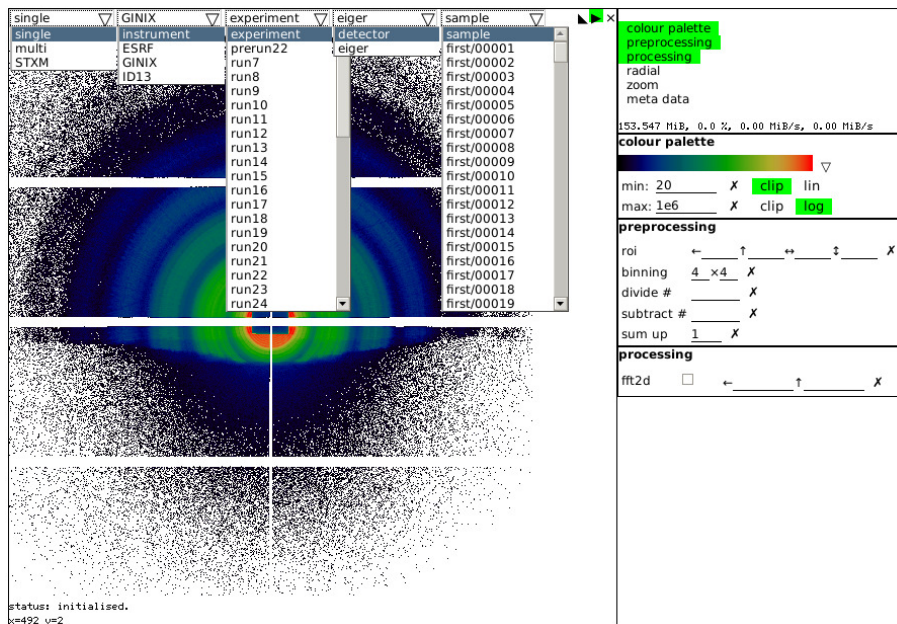 single GINIX experiment eiger sample
single instrument experiment detector sample
multi ESRF prerun22 eiger first/00001
STXM GINIX run7 first/00002
ID13 run8 first/00003
run9 first/00004
run10 first/00005
run11 first/00006
run12 first/00007
run13 first/00008
run14 first/00009
run15 first/00010
run16 first/00011
run17 first/00012
run18 first/00013
run19 first/00014
run20 first/00015
run21 first/00016
run22 first/00017
run23 first/00018
run24 first/00019
status: initialised.
x=492 y=2
colour palette
preprocessing
processing
radial
zoom
meta data
153.547 MiB, 0.0 %, 0.00 MiB/s, 0.00 MiB/s
colour palette
min: 20 ✗ clip lin
max: 1e6 ✗ clip log
preprocessing
roi ← ↑ ↔ ↕ ✗
binning 4 ×4 ✗
divide # ✗
subtract # ✗
sum up 1 ✗
processing
fft2d ← ↑ ✗